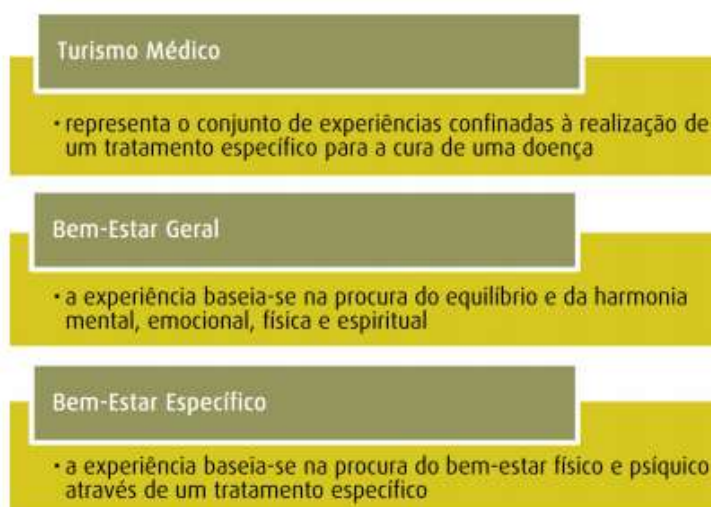 Turismo Médico
• representa o conjunto de experiências confinadas à realização de
um tratamento específico para a cura de uma doença
Bem-Estar Geral
• a experiência baseia-se na procura do equilíbrio e da harmonia
mental, emocional, física e espiritual
Bem-Estar Específico
• a experiência baseia-se na procura do bem-estar físico e psíquico
através de um tratamento específico